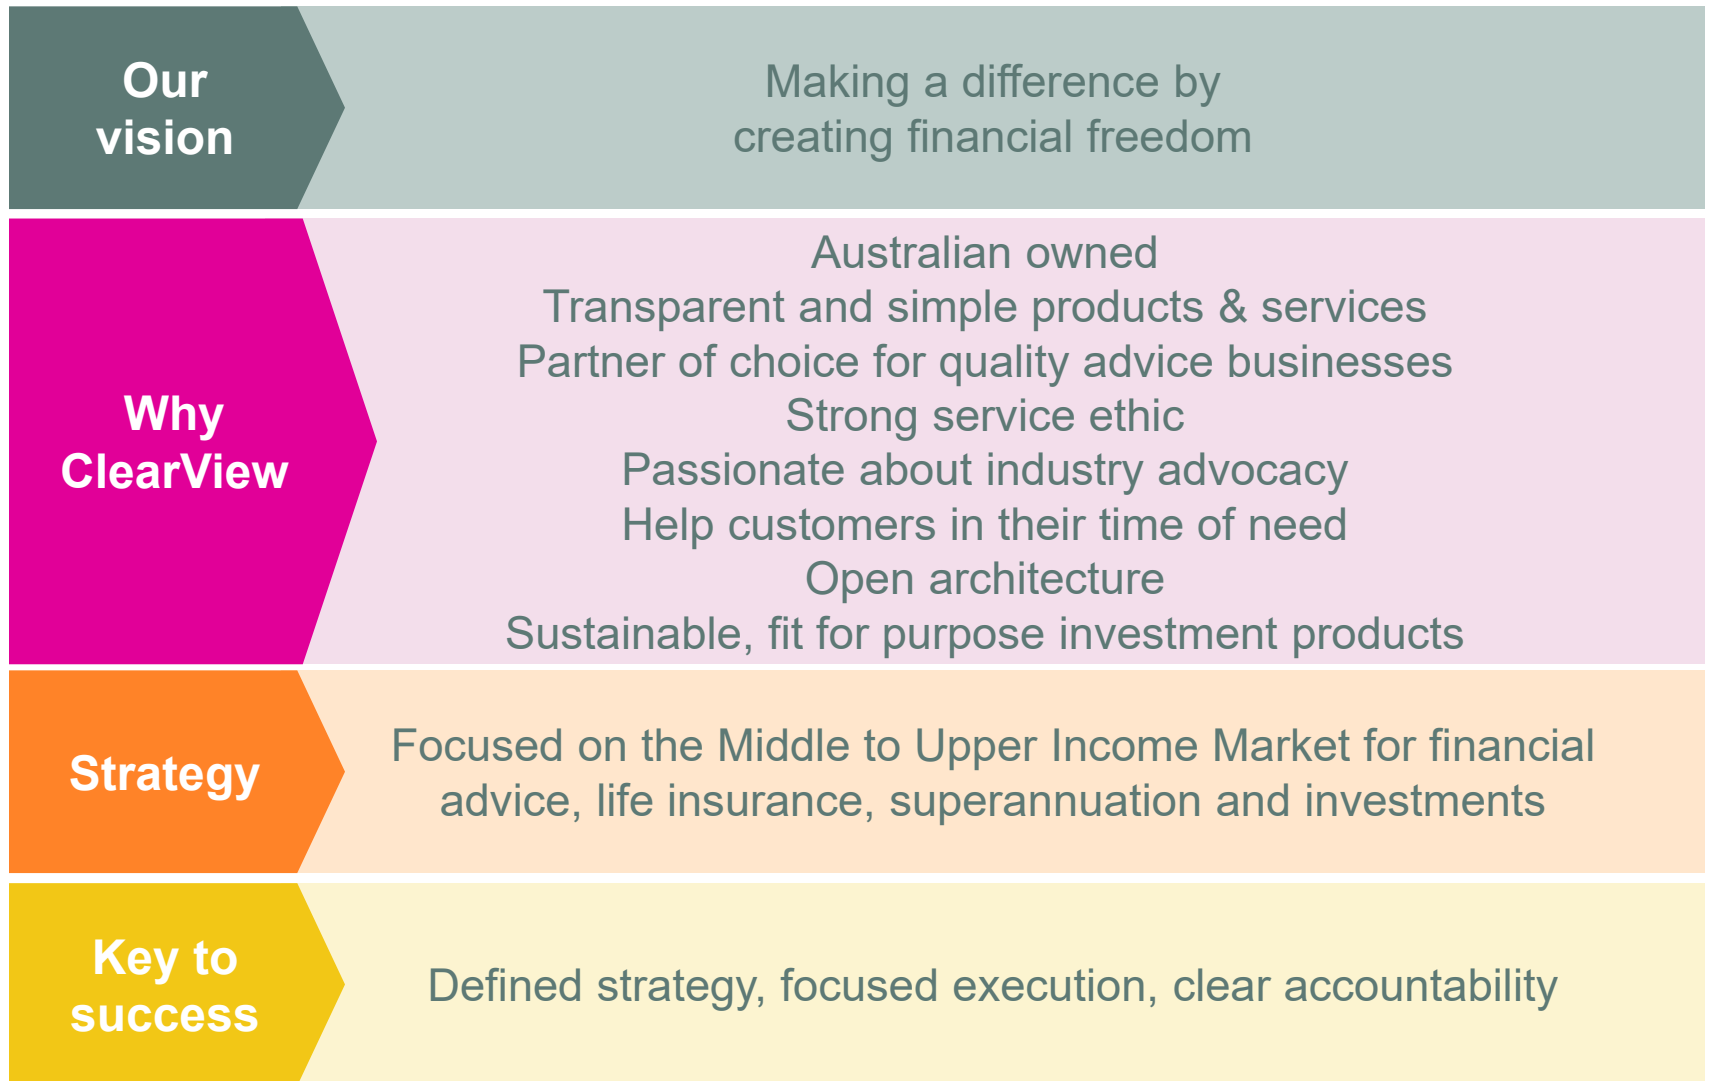 Our
vision
Making a difference by
creating financial freedom
Why
ClearView
Australian owned
Transparent and simple products & services
Partner of choice for quality advice businesses
Strong service ethic
Passionate about industry advocacy
Help customers in their time of need
Open architecture
Sustainable, fit for purpose investment products
Strategy
Focused on the Middle to Upper Income Market for financial
advice, life insurance, superannuation and investments
Key to
success
Defined strategy, focused execution, clear accountability